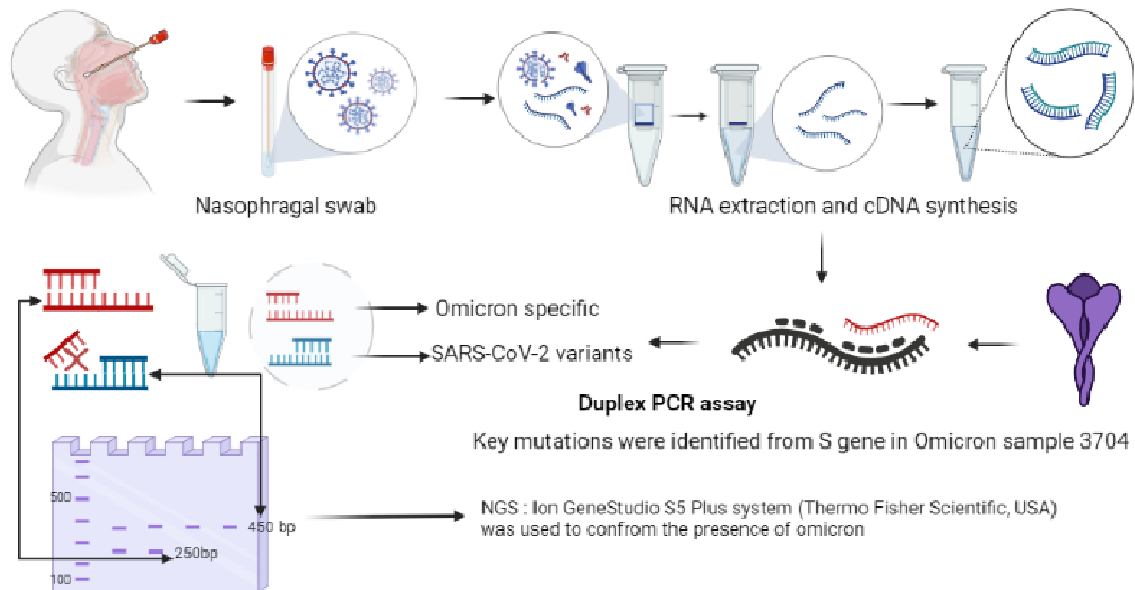 Nasophragal swab
RNA extraction and cDNA synthesis
Omicron specific
SARS-CoV-2 variants
Duplex PCR assay
Key mutations were identified from S gene in Omicron sample 3704
500
450 bp
250bp
100
NGS : Ion GeneStudio S5 Plus system (Thermo Fisher Scientific, USA)
was used to confrom the presence of omicron